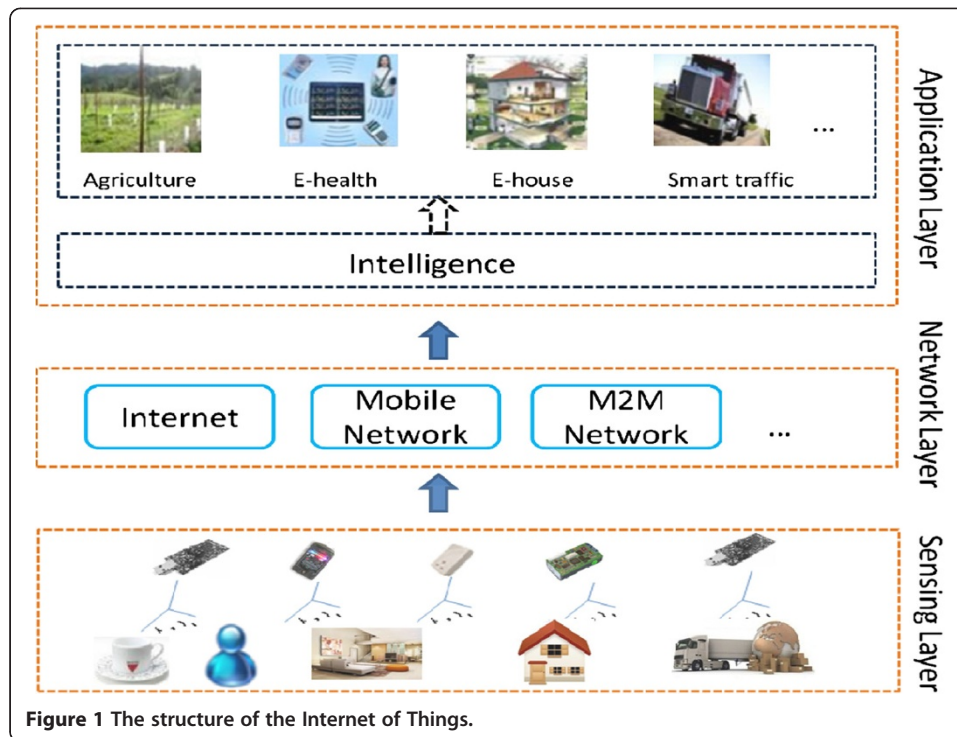 Agriculture
E-health
E-house
Smart traffic
...
Intelligence
Application Layer
Internet
Mobile
Network
M2M
Network
...
Network Layer
Sensing Layer
Figure 1 The structure of the Internet of Things.